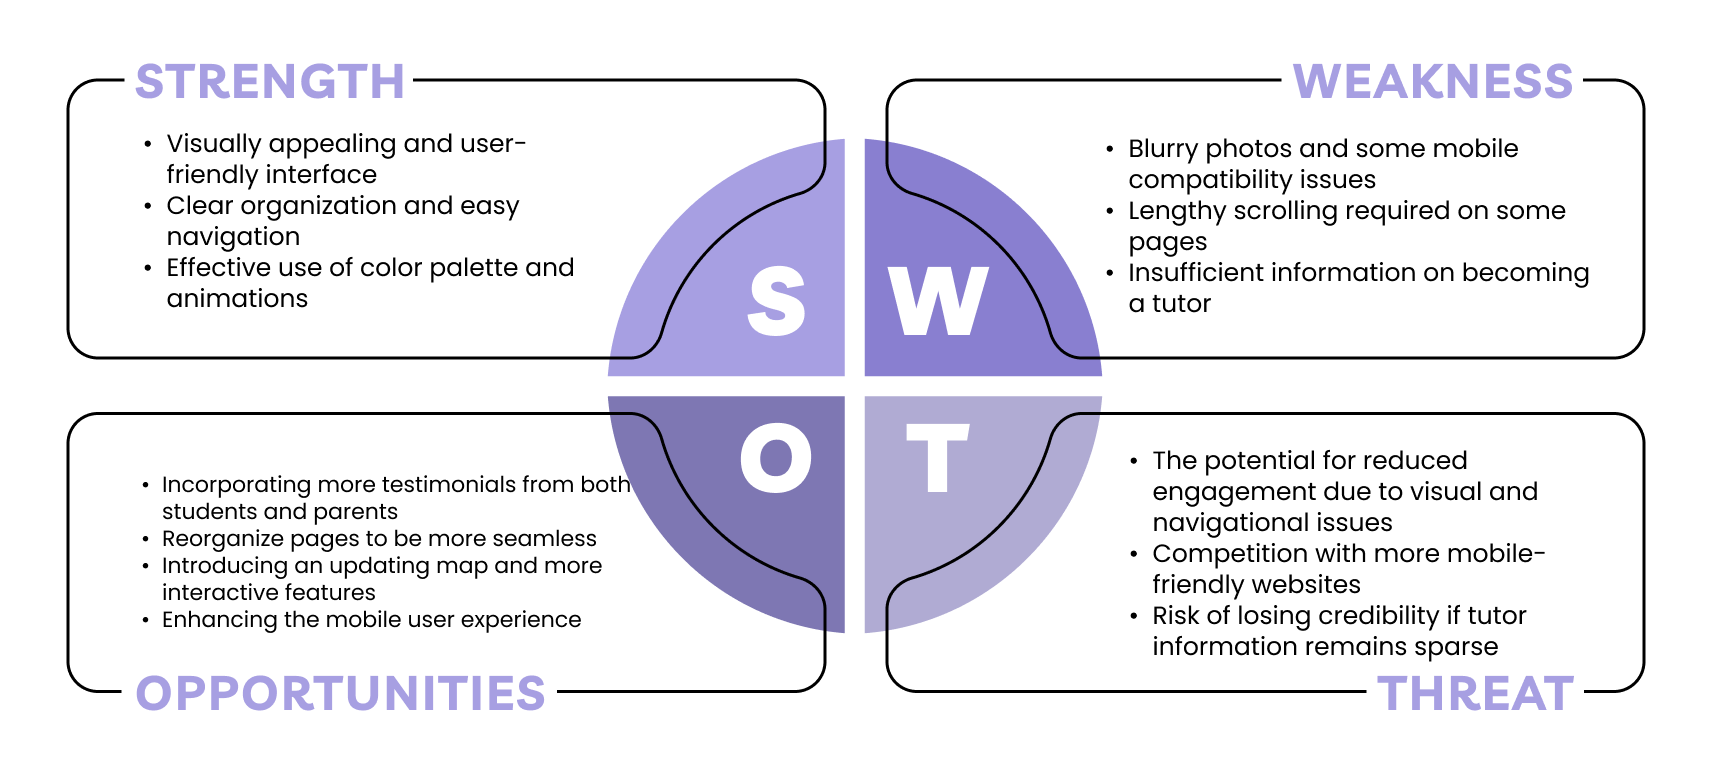 STRENGTH
• Visually appealing and user-
friendly interface
• Clear organization and easy
navigation
• Effective use of color palette and
animations
WEAKNESS
• Blurry photos and some mobile
compatibility issues
• Lengthy scrolling required on some
pages
• Insufficient information on becoming
a tutor
S
W
O
T
• Incorporating more testimonials from both
students and parents
• Reorganize pages to be more seamless
• Introducing an updating map and more
interactive features
• Enhancing the mobile user experience
OPPORTUNITIES
• The potential for reduced
engagement due to visual and
navigational issues
• Competition with more mobile-
friendly websites
• Risk of losing credibility if tutor
information remains sparse
THREAT